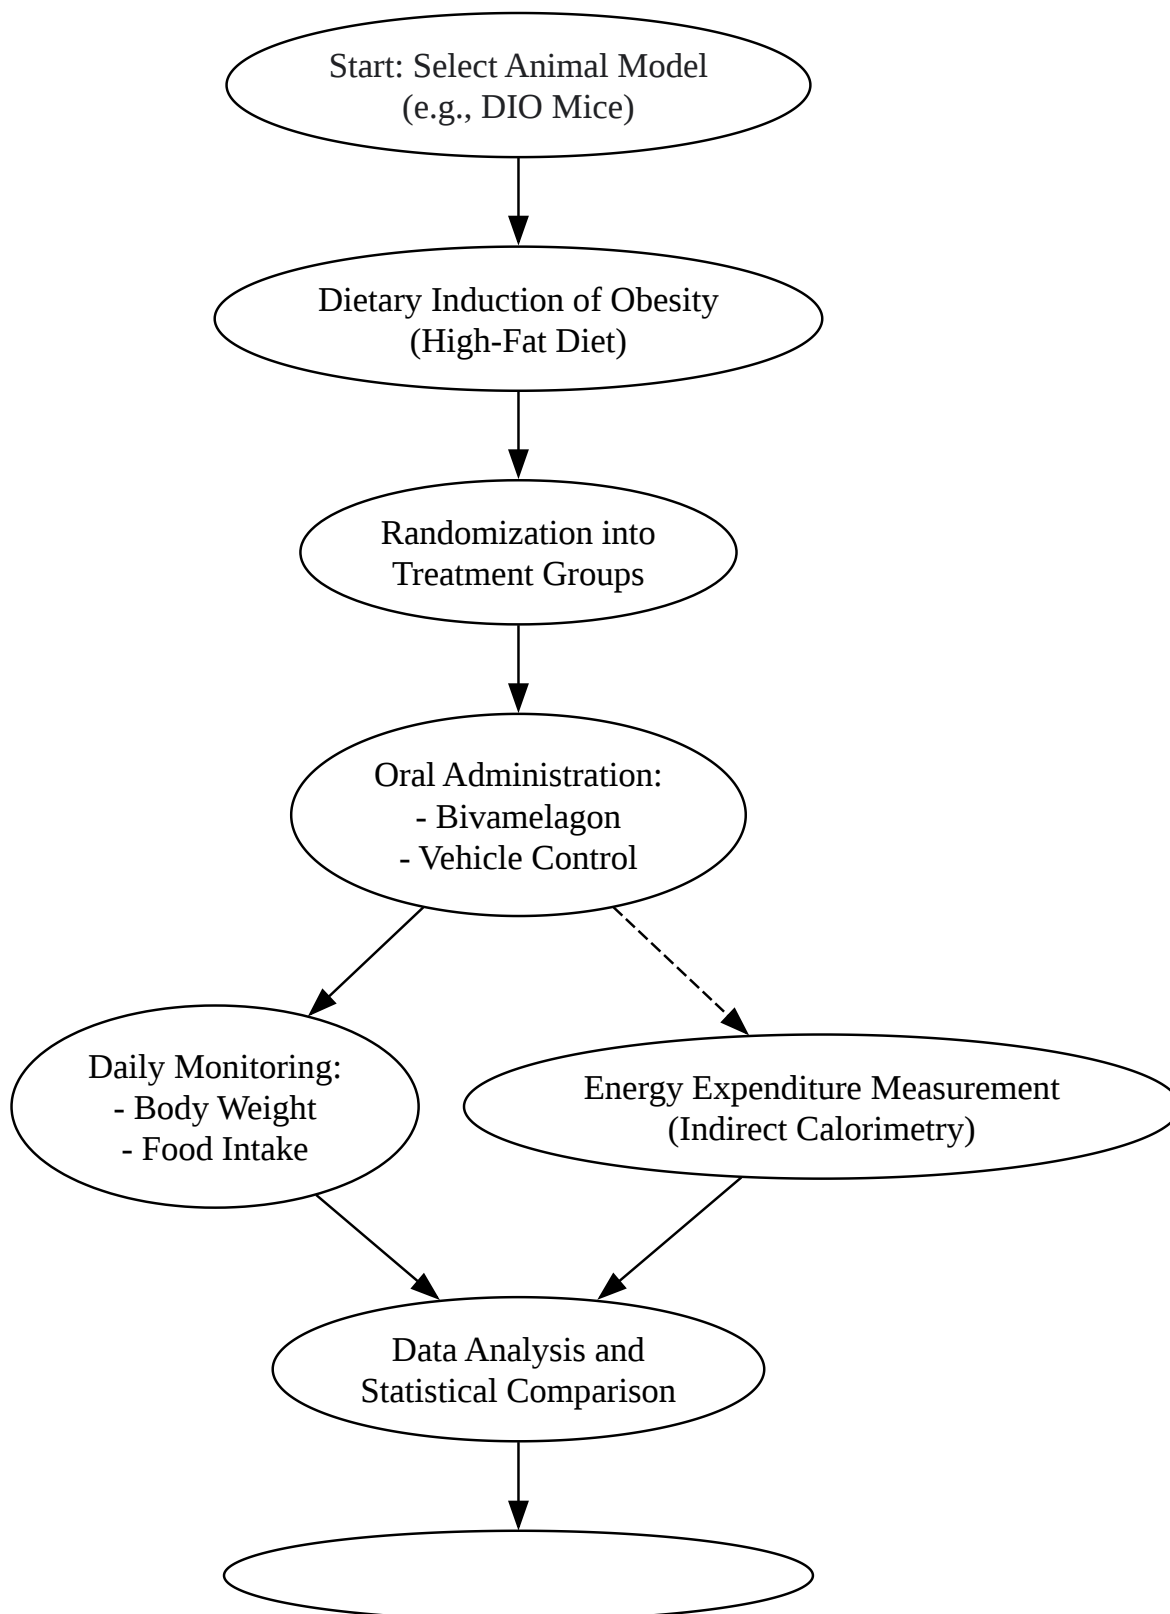 Start: Select Animal Model
(e.g., DIO Mice)
Dietary Induction of Obesity
(High-Fat Diet)
Randomization into
Treatment Groups
Oral Administration:
- Bivamelagon
- Vehicle Control
Daily Monitoring:
- Body Weight
- Food Intake
Energy Expenditure Measurement
(Indirect Calorimetry)
Data Analysis and
Statistical Comparison